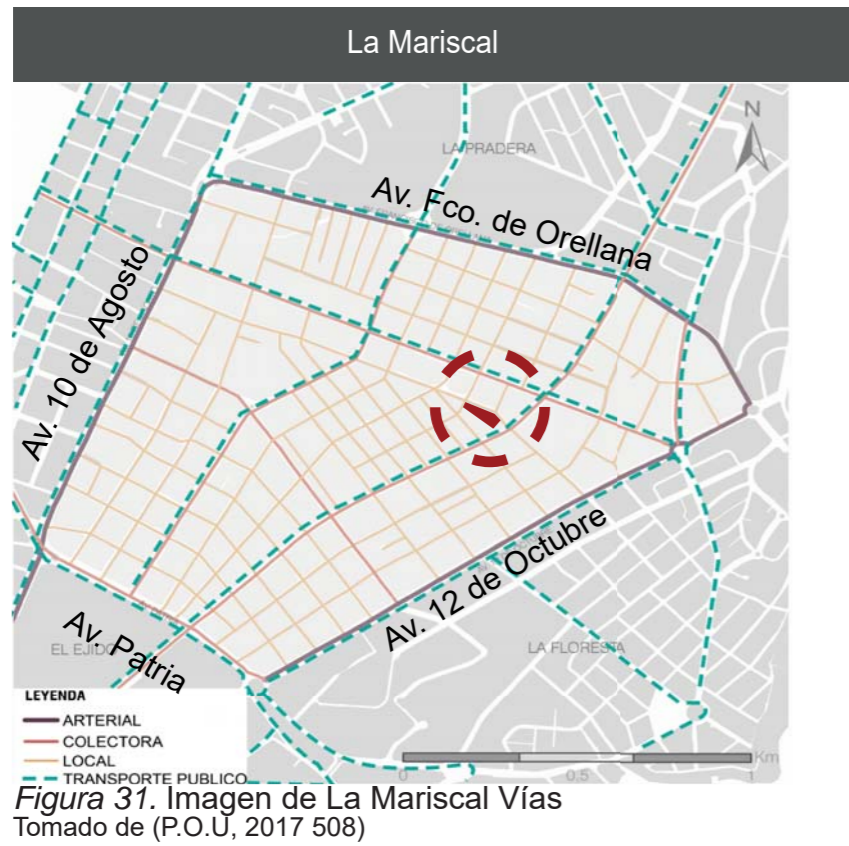 La Mariscal
N
LA PRADERA
Av. Fco. de Orellana
Av. 10 de Agosto
Av. 12 de Octubre
Av. Patria
EL EJIDO
LA FLORESTA
LEYENDA
ARTERIAL
COLECTORA
LOCAL
TRANSPORTE PUBLICO
0 0,5 1 Km
Figura 31. Imagen de La Mariscal Vías
Tomado de (P.O.U, 2017 508)